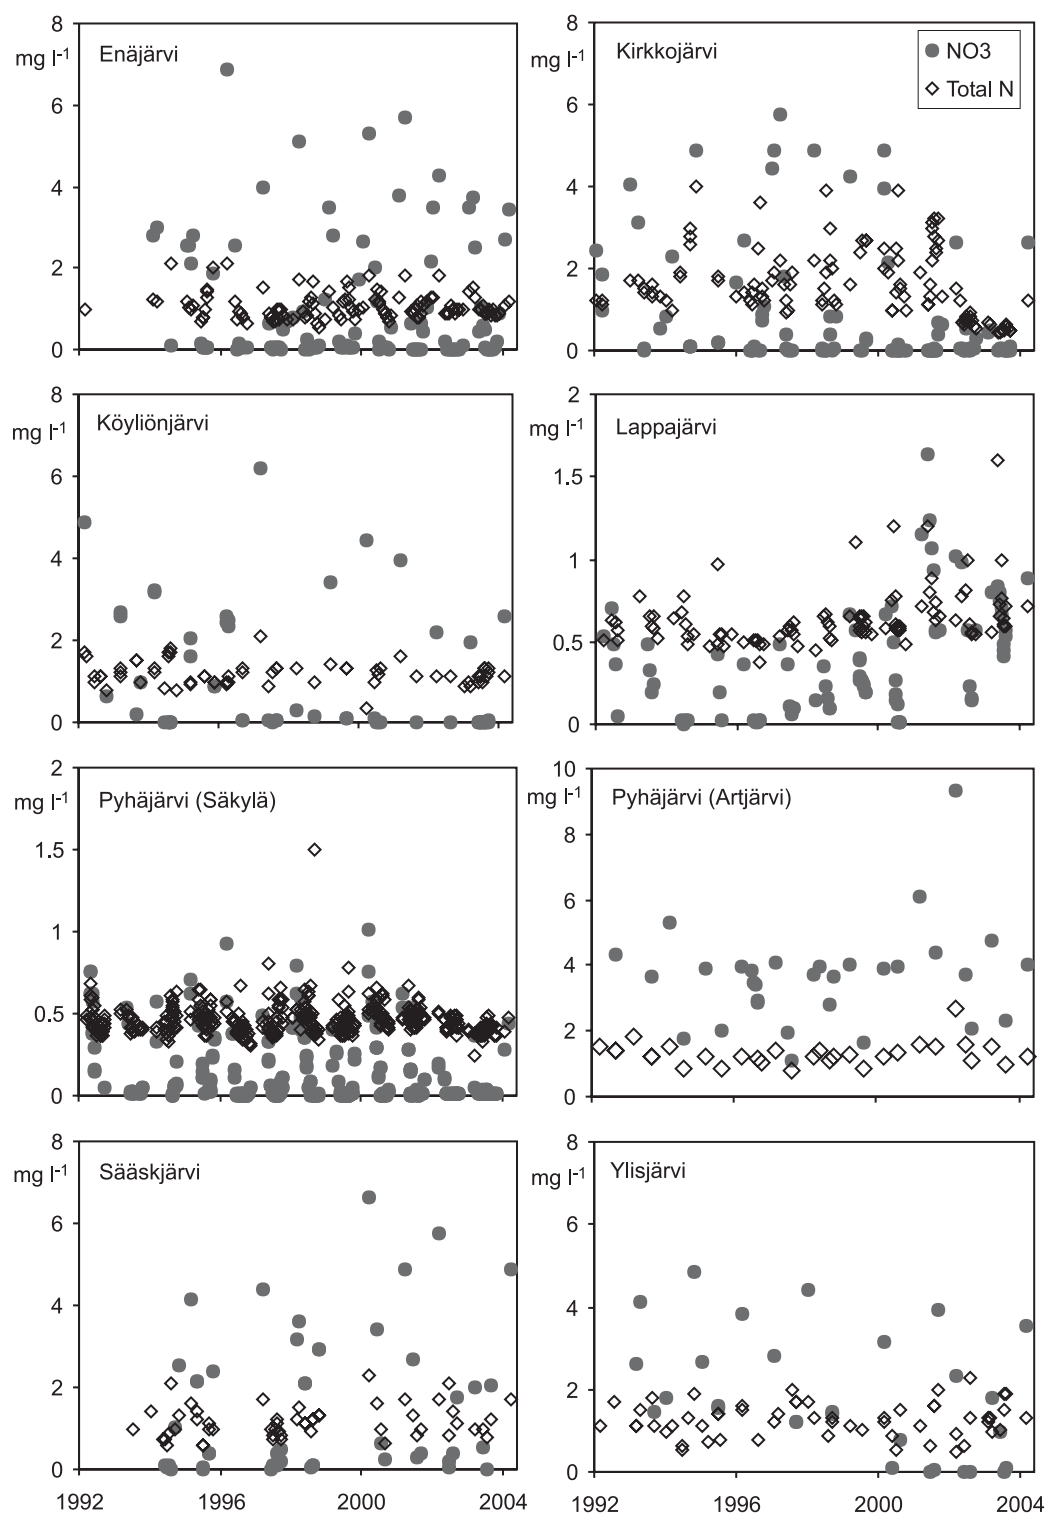 8
mg l-1
Enäjärvi
6
4
2
0
8
mg l-1
Kirkkojärvi
NO3
Total N
6
4
2
0
8
mg l-1
Köyliönjärvi
6
4
2
0
2
mg l-1
Lappajärvi
1.5
1
0.5
0
2
mg l-1
Pyhäjärvi (Säkylä)
1.5
1
0.5
0
10
mg l-1
Pyhäjärvi (Artjärvi)
8
6
4
2
0
8
mg l-1
Sääskjärvi
6
4
2
0
1992 1996 2000 2004
8
mg l-1
Ylisjärvi
6
4
2
0
1992 1996 2000 2004